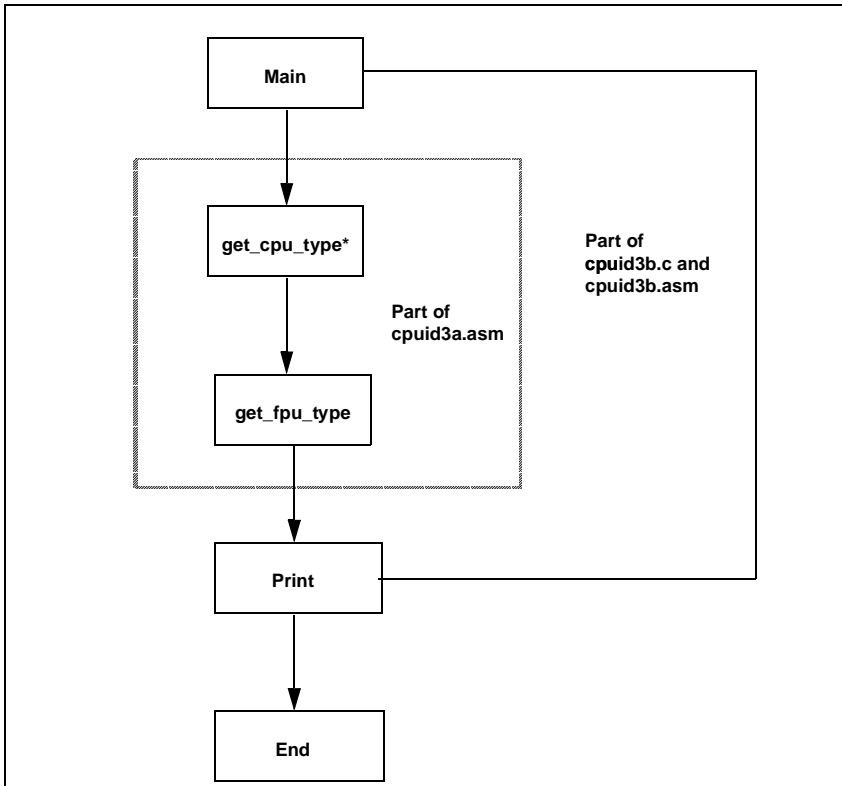 Main
get_cpu_type*
Part of
cpuid3b.c and
cpuid3b.asm
Part of
cpuid3a.asm
get_fpu_type
Print
End